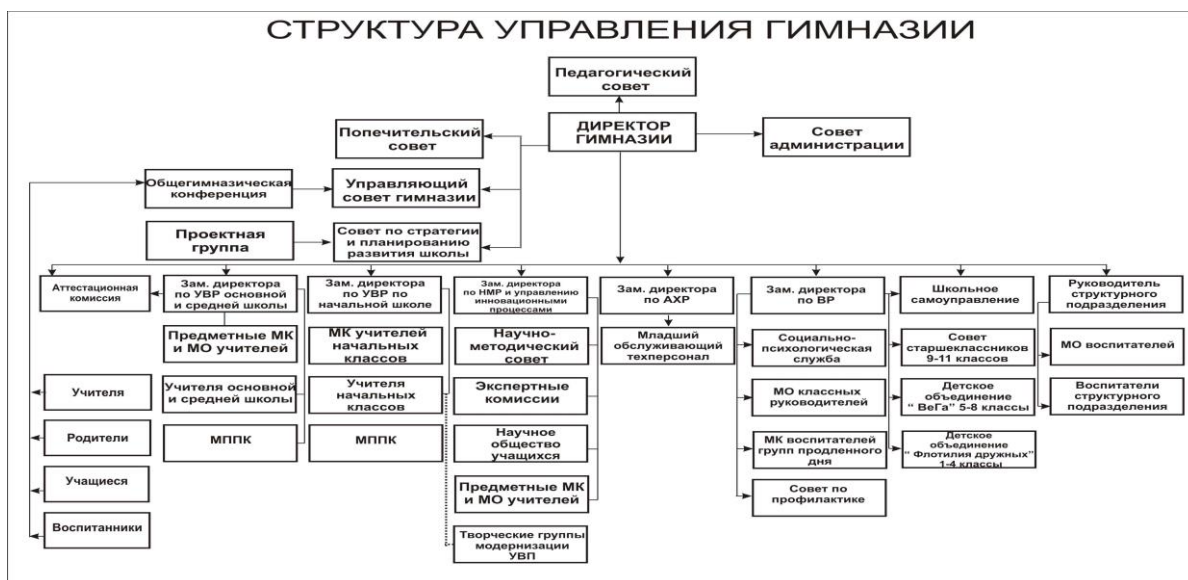 СТРУКТУРА УПРАВЛЕНИЯ ГИМНАЗИИ
Педагогический
совет
ДИРЕКТОР
ГИМНАЗИИ
Попечительский
совет
Совет
администрации
Общегимназическая
конференция
Управляющий
совет гимназии
Проектная
группа
Совет по стратегии
и планированию
развития школы
Аттестационная
комиссия
Зам. директора
по УВР основной
и средней школы
Зам. директора
по УВР по
начальной школе
Зам. директора
по НМР и управлению
инновационными
процессами
Зам. директора
по АХР
Зам. директора
по ВР
Школьное
самоуправление
Руководитель
структурного
подразделения
Предметные МК
и МО учителей
МК учителей
начальных
классов
Научно-
методический
совет
Младший
обслуживающий
техперсонал
Социально-
психологическая
служба
Совет
старшеклассников
9-11 классов
МО воспитателей
Учителя
Учителя основной
и средней школы
Учителя
начальных
классов
Экспертные
комиссии
МО классных
руководителей
Детское
объединение
“ ВеГа” 5-8 классы
Воспитатели
структурного
подразделения
Родители
МППК
МППК
Научное
общество
учащихся
МК воспитателей
групп продленного
дня
Детское
объединение
“ Флотилия дружных”
1-4 классы
Учащиеся
Предметные МК
и МО учителей
Совет по
профилактике
Воспитанники
Творческие группы
модернизации
УВП